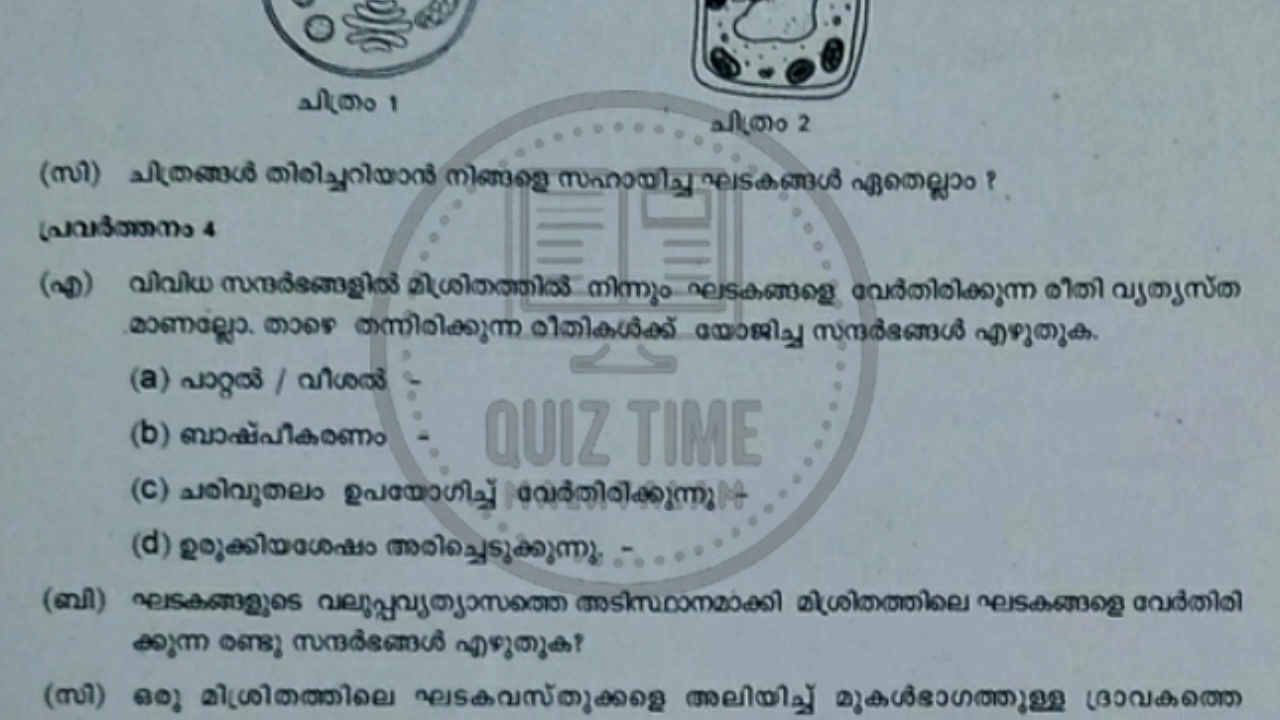 ചിത്രം 1
ചിത്രം 2
(സി) ചിത്രങ്ങൾ തിരിച്ചറിയാൻ നിങ്ങളെ സഹായിച്ച ഘടകങ്ങൾ ഏതെല്ലാം ?
പ്രവർത്തനം 4
(എ) വിവിധ സന്ദർഭങ്ങളിൽ മിശ്രിതത്തിൽ നിന്നും ഘടകങ്ങളെ വേർതിരിക്കുന്ന രീതി വ്യത്യസ്ത
മാണല്ലോ. താഴെ തന്നിരിക്കുന്ന രീതികൾക്ക് യോജിച്ച സന്ദർഭങ്ങൾ എഴുതുക.
(a) പാറ്റൽ / വീശൽ -
QUIZ TIME
(b) ബാഷ്പീകരണം -
(c) ചരിവുതലം ഉപയോഗിച്ച് വേർതിരിക്കുന്നു -
(d) ഉരുക്കിയശേഷം അരിച്ചെടുക്കുന്നു. -
(ബി) ഘടകങ്ങളുടെ വലുപ്പവ്യത്യാസത്തെ അടിസ്ഥാനമാക്കി മിശ്രിതത്തിലെ ഘടകങ്ങളെ വേർതിരി
ക്കുന്ന രണ്ടു സന്ദർഭങ്ങൾ എഴുതുക?
(സി) ഒരു മിശ്രിതത്തിലെ ഘടകവസ്തുക്കളെ അലിയിച്ച് മുകൾഭാഗത്തുള്ള ദ്രാവകത്തെ